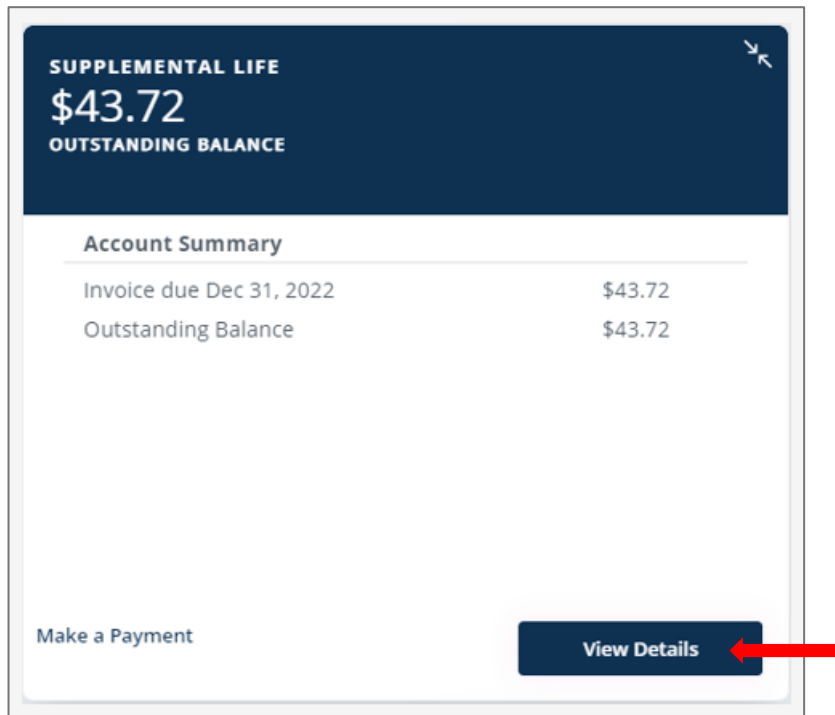 SUPPLEMENTAL LIFE
$43.72
OUTSTANDING BALANCE
Account Summary
Invoice due Dec 31, 2022 $43.72
Outstanding Balance $43.72
Make a Payment
View Details